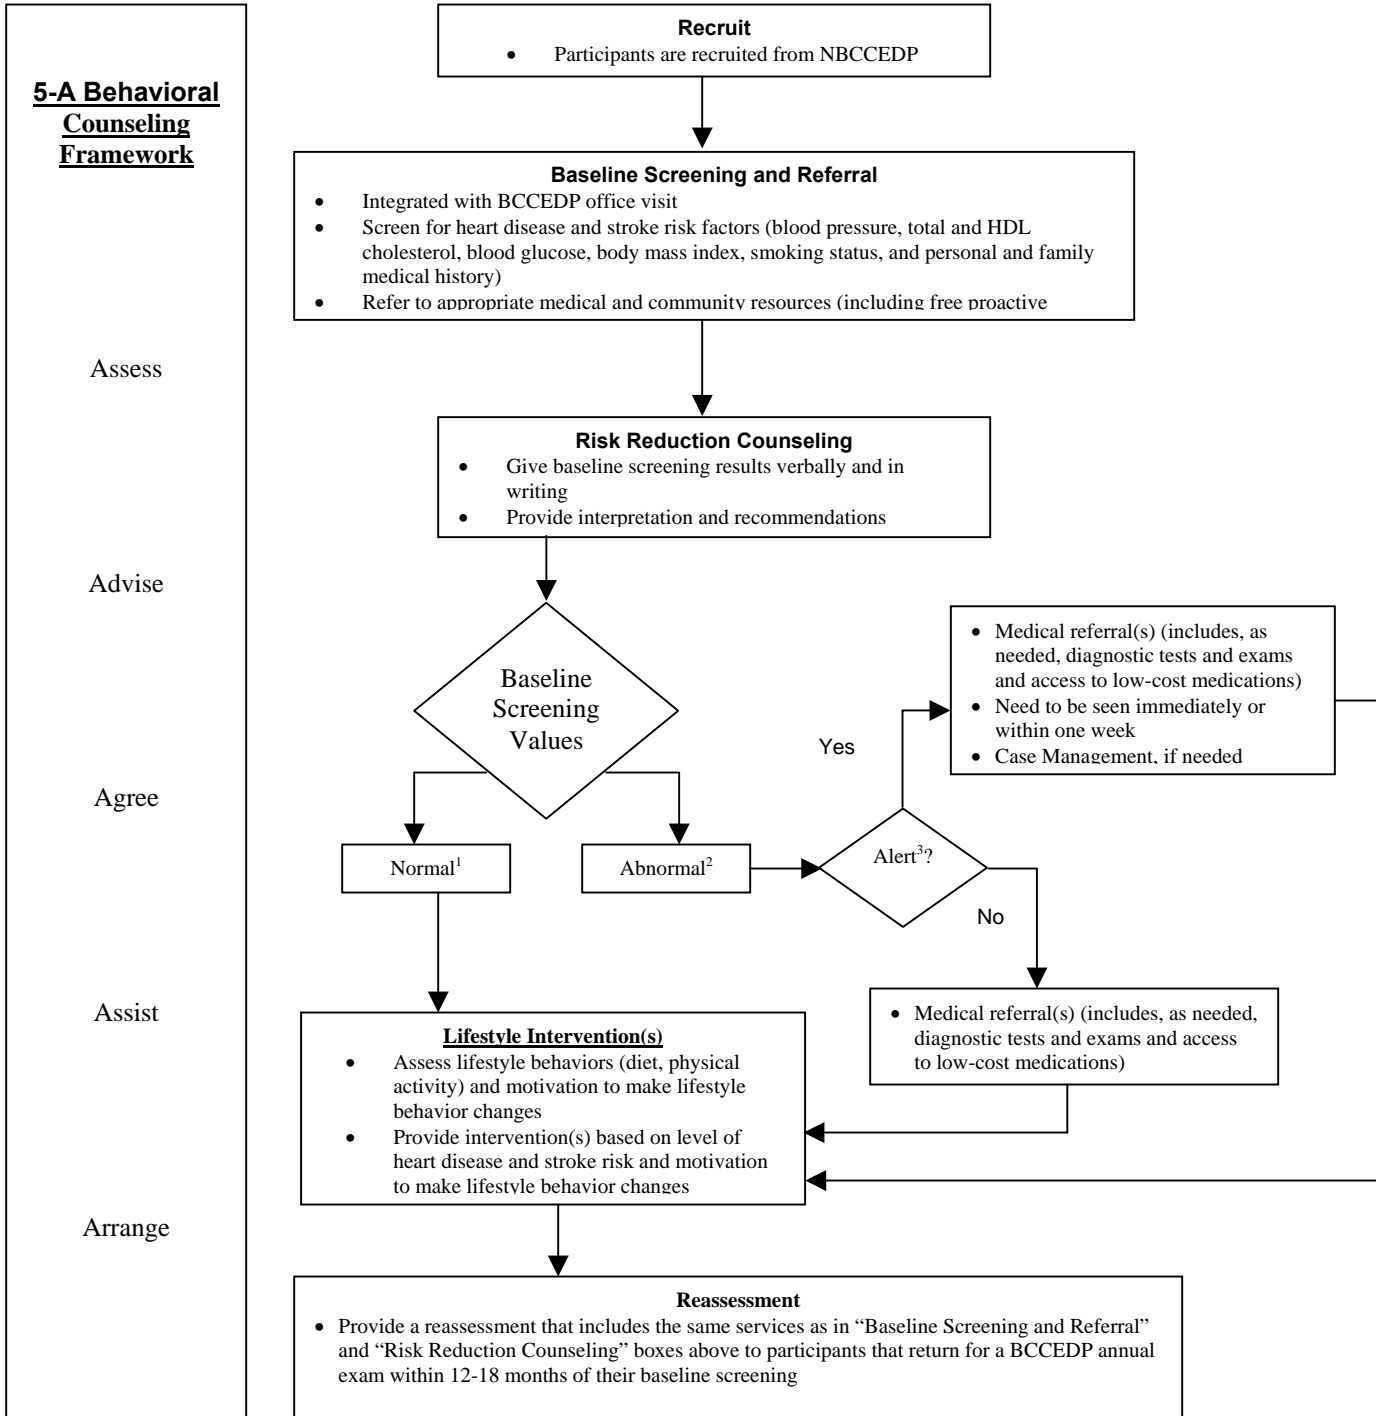 5-A Behavioral
Counseling
Framework
Assess
Advise
Agree
Assist
Arrange
Recruit
• Participants are recruited from NBCCEDP
Baseline Screening and Referral
• Integrated with BCCEDP office visit
• Screen for heart disease and stroke risk factors (blood pressure, total and HDL
cholesterol, blood glucose, body mass index, smoking status, and personal and family
medical history)
• Refer to appropriate medical and community resources (including free proactive
Risk Reduction Counseling
• Give baseline screening results verbally and in
writing
• Provide interpretation and recommendations
Baseline
Screening
Values
Normal¹
Abnormal²
Alert³?
Yes
• Medical referral(s) (includes, as
needed, diagnostic tests and exams
and access to low-cost medications)
• Need to be seen immediately or
within one week
• Case Management, if needed
No
• Medical referral(s) (includes, as needed,
diagnostic tests and exams and access
to low-cost medications)
Lifestyle Intervention(s)
• Assess lifestyle behaviors (diet, physical
activity) and motivation to make lifestyle
behavior changes
• Provide intervention(s) based on level of
heart disease and stroke risk and motivation
to make lifestyle behavior changes
Reassessment
• Provide a reassessment that includes the same services as in “Baseline Screening and Referral”
and “Risk Reduction Counseling” boxes above to participants that return for a BCCEDP annual
exam within 12-18 months of their baseline screening